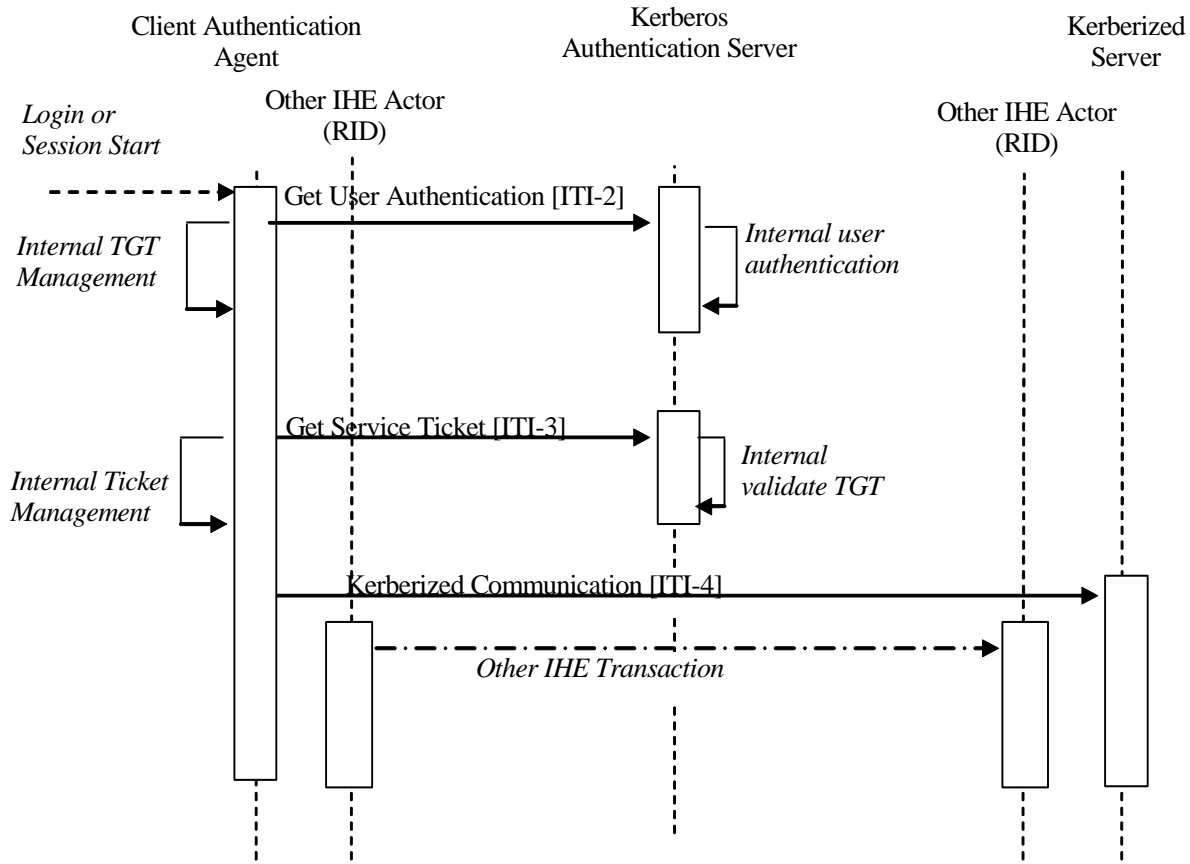 Client Authentication
Agent
Kerberos
Authentication Server
Kerberized
Server
Other IHE Actor
(RID)
Other IHE Actor
(RID)
Login or
Session Start
Get User Authentication [ITI-2]
Internal TGT
Management
Internal user
authentication
Get Service Ticket [ITI-3]
Internal Ticket
Management
Internal
validate TGT
Kerberized Communication [ITI-4]
Other IHE Transaction